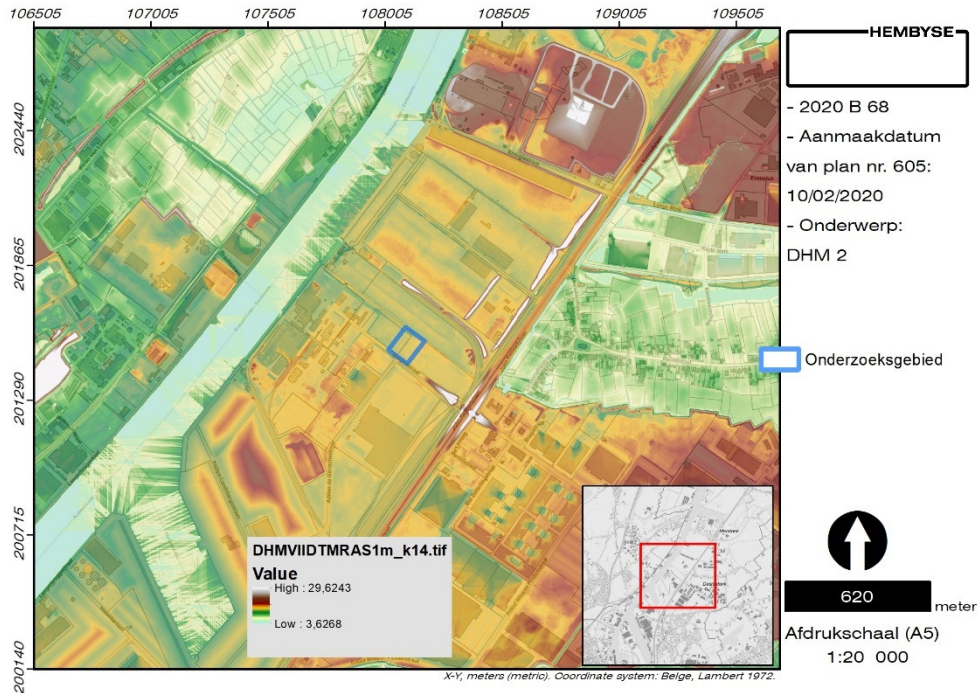 106505 107005 107505 108005 108505 109005 109505
202440
201865
201290
200715
200140
HEMBYSE
- 2020 B 68
- Aanmaakdatum
van plan nr. 605:
10/02/2020
- Onderwerp:
DHM 2
Onderzoeksgebied
DHMVIIDTMRAS1m_k14.tif
Value
High : 29,6243
Low : 3,6268
620 meter
Afdrukschaal (A5)
1:20 000
X-Y, meters (metric). Coordinate system: Belge, Lambert 1972.